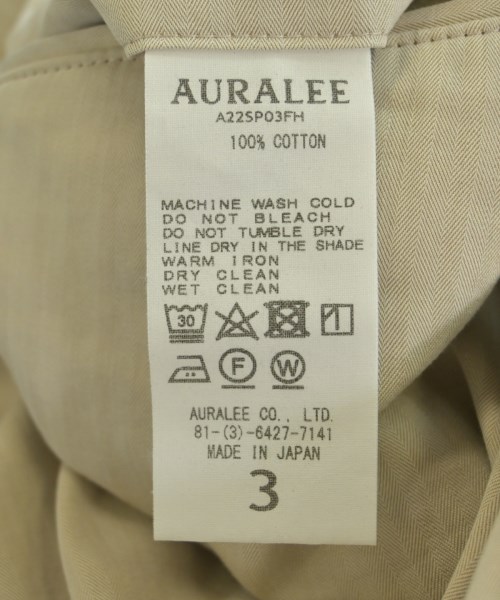 AURALEE
A22SP03FH
100% COTTON
MACHINE WASH COLD
DO NOT BLEACH
DO NOT TUMBLE DRY
LINE DRY IN THE SHADE
WARM IRON
DRY CLEAN
WET CLEAN
30
F W
AURALEE CO., LTD.
81-(3)-6427-7141
MADE IN JAPAN
3